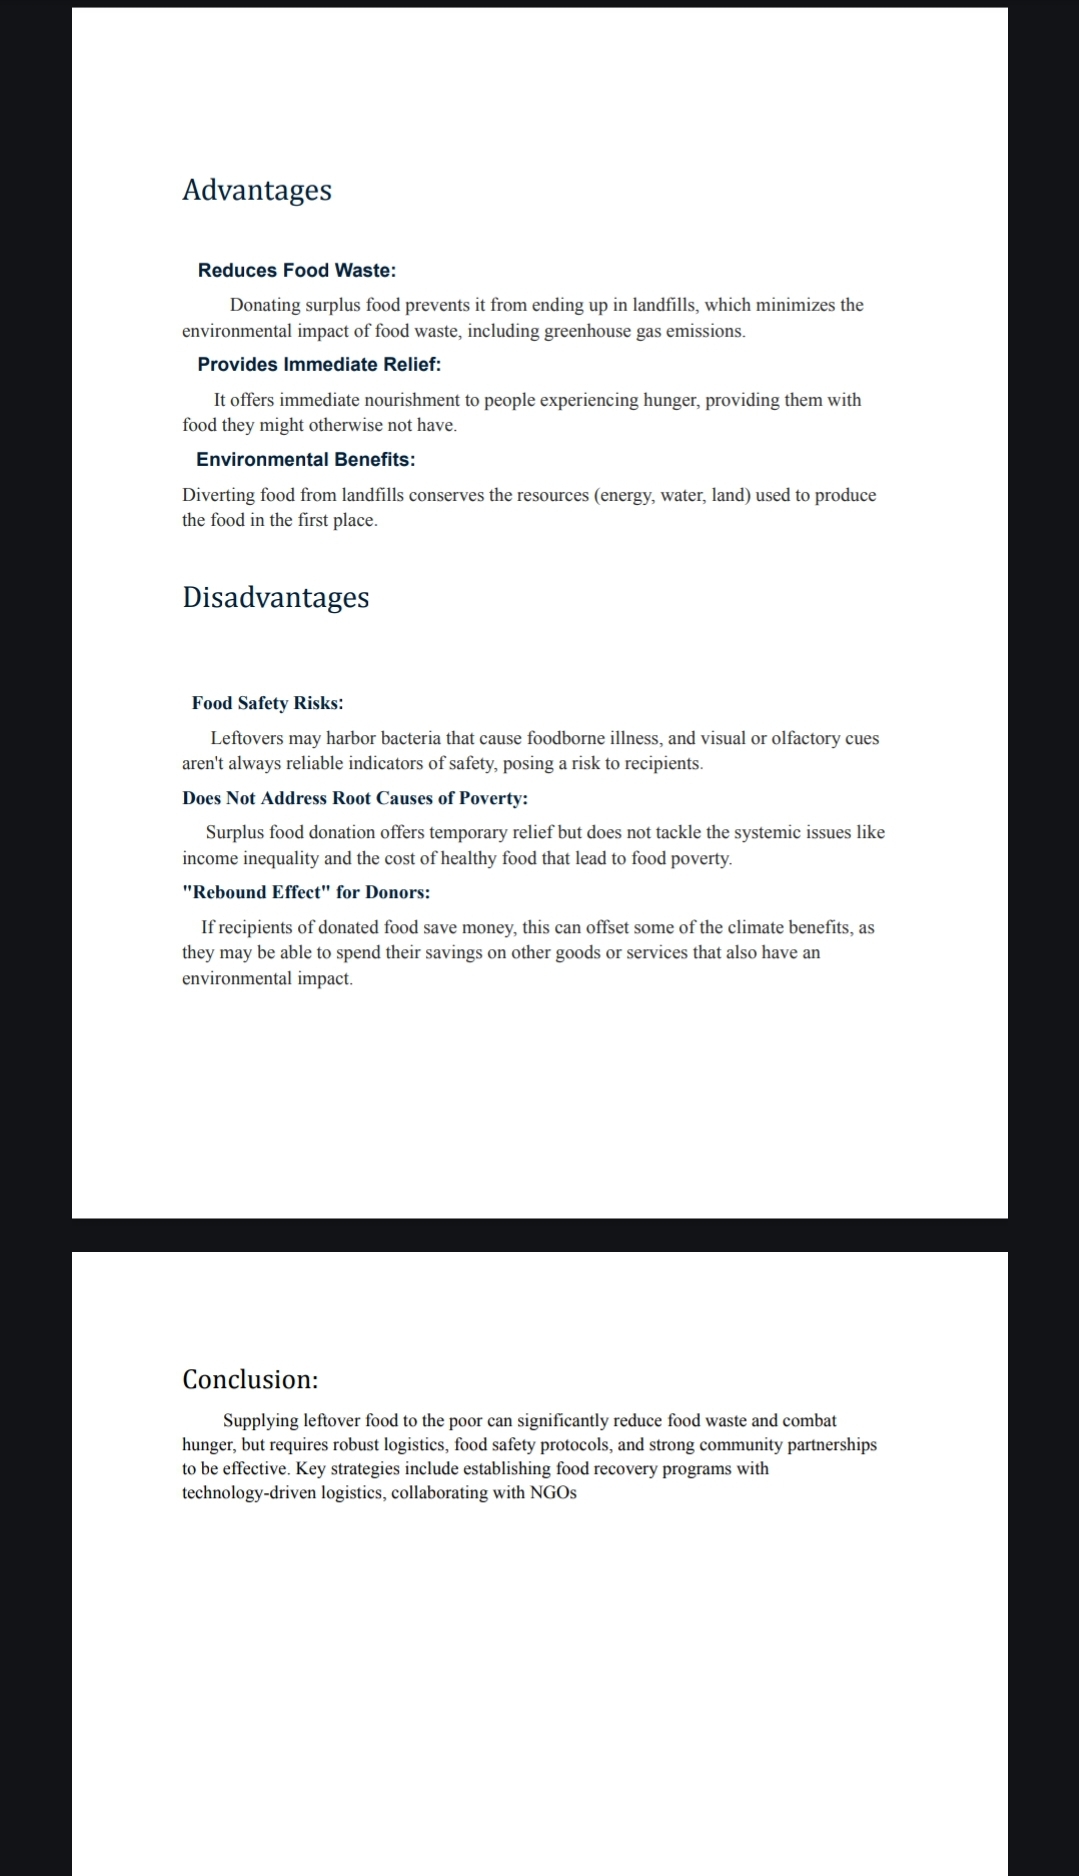 Advantages
Reduces Food Waste:
Donating surplus food prevents it from ending up in landfills, which minimizes the
environmental impact of food waste, including greenhouse gas emissions.
Provides Immediate Relief:
It offers immediate nourishment to people experiencing hunger, providing them with
food they might otherwise not have.
Environmental Benefits:
Diverting food from landfills conserves the resources (energy, water, land) used to produce
the food in the first place.
Disadvantages
Food Safety Risks:
Leftovers may harbor bacteria that cause foodborne illness, and visual or olfactory cues
aren't always reliable indicators of safety, posing a risk to recipients.
Does Not Address Root Causes of Poverty:
Surplus food donation offers temporary relief but does not tackle the systemic issues like
income inequality and the cost of healthy food that lead to food poverty.
"Rebound Effect" for Donors:
If recipients of donated food save money, this can offset some of the climate benefits, as
they may be able to spend their savings on other goods or services that also have an
environmental impact.
Conclusion:
Supplying leftover food to the poor can significantly reduce food waste and combat
hunger, but requires robust logistics, food safety protocols, and strong community partnerships
to be effective. Key strategies include establishing food recovery programs with
technology-driven logistics, collaborating with NGOs